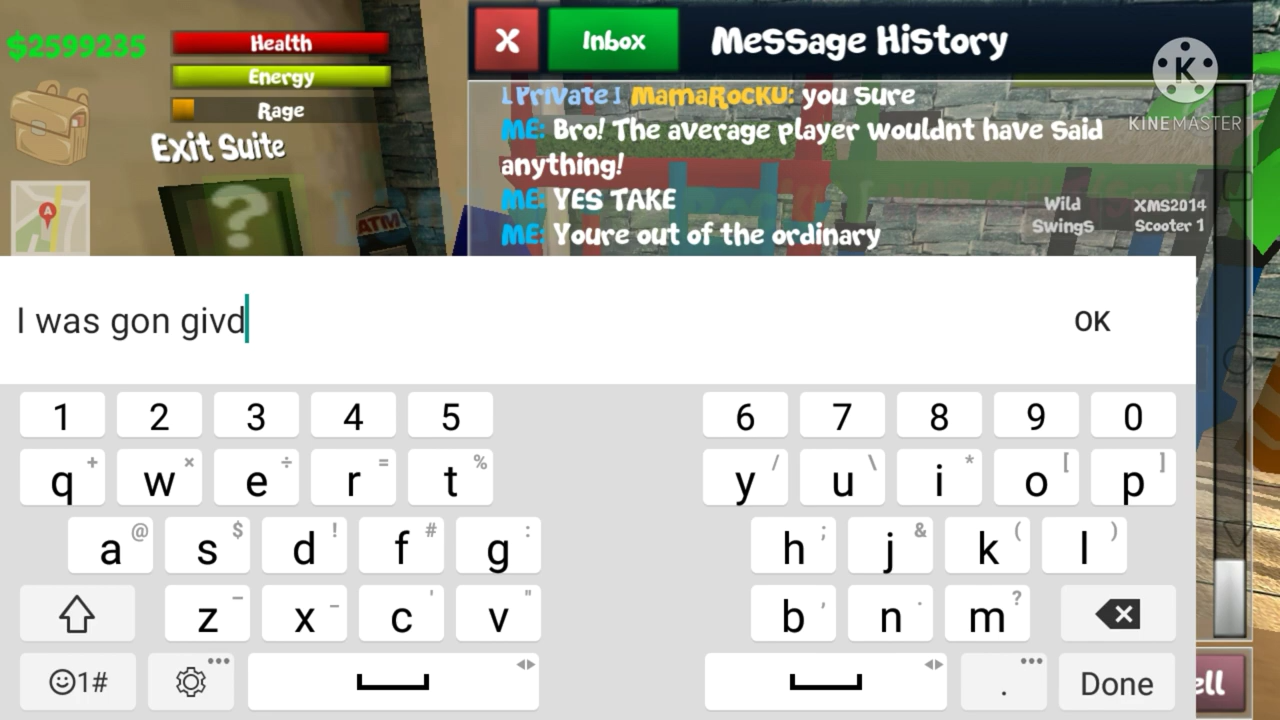 $2599235
Health
Energy
Rage
Exit Suite
?
ATM
A
X
Inbox
Message History
K
KINEMASTER
[Private] MamaRocKU: you Sure
ME: Bro! The average player wouldnt have Said
anything!
ME: YES TAKE
ME: Youre out of the ordinary
Wild
Swings
XMS2014
Scooter 1
I was gon givd
OK
1 2 3 4 5 6 7 8 9 0
q + w × e ÷ r = t % y / u \ i * o [ p ]
a @ s $ d ! f # g : h ; j & k ( l )
z – x - c ' v " b , n . m ?
1# ... ... . Done
ell